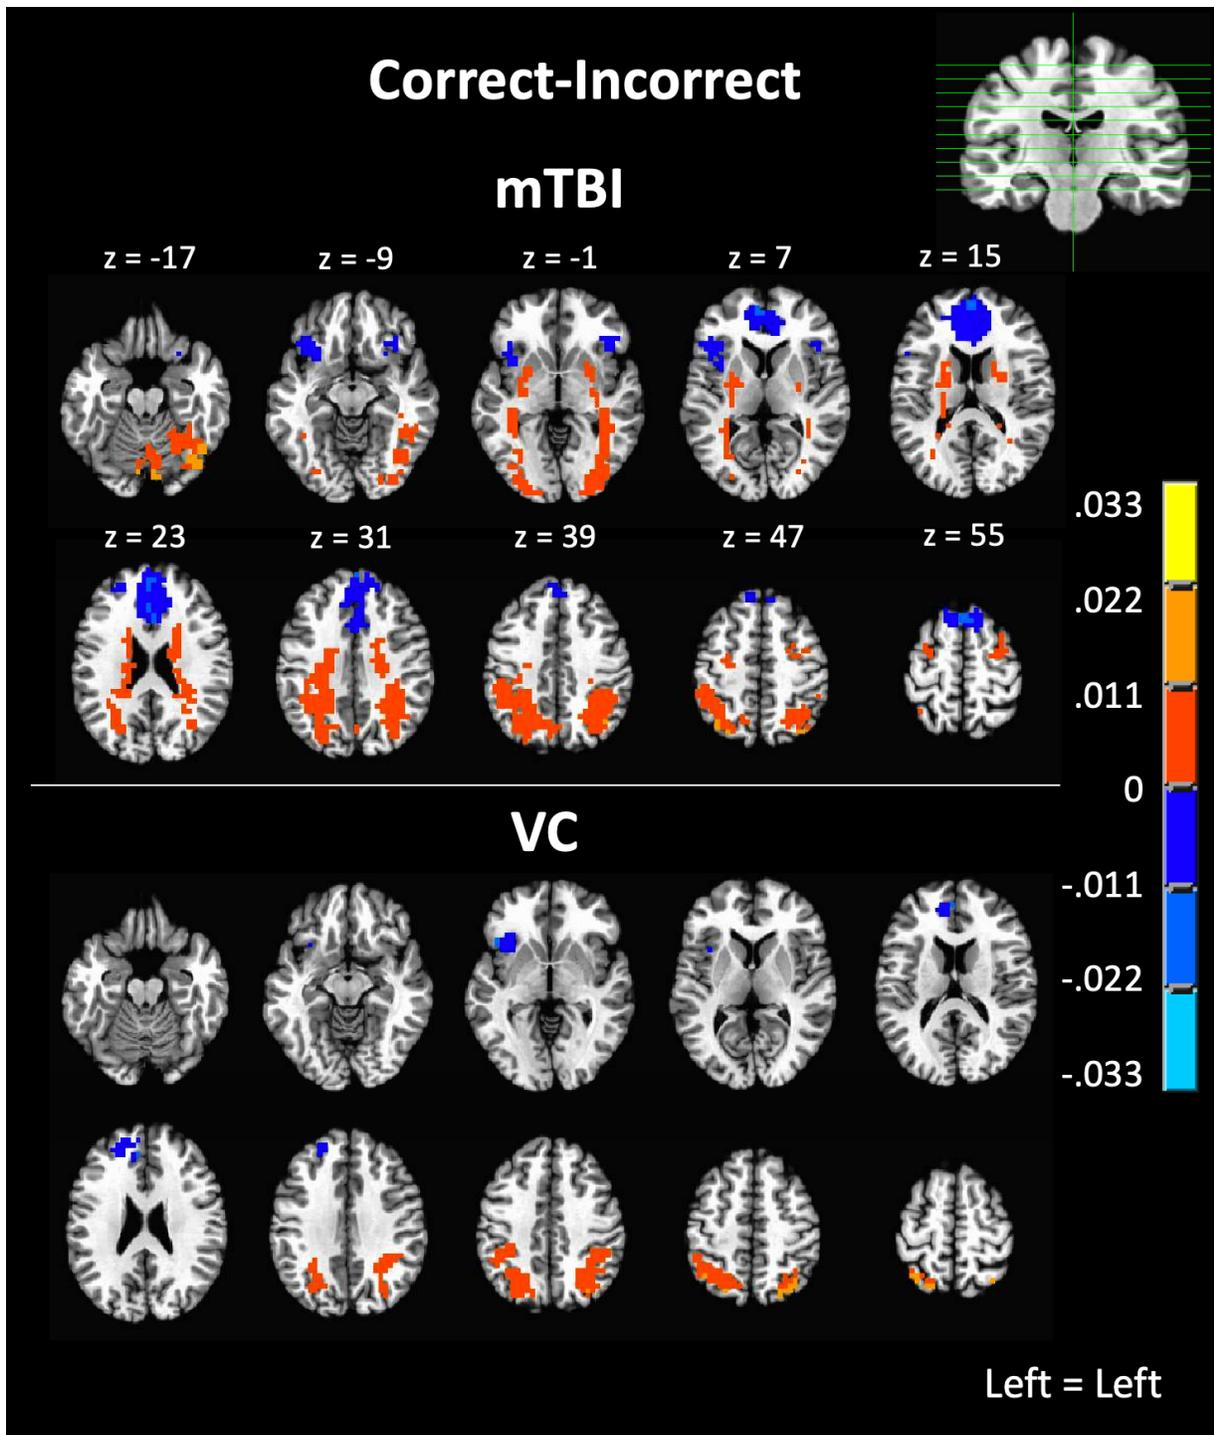 Correct-Incorrect
mTBI
z = -17 z = -9 z = -1 z = 7 z = 15
z = 23 z = 31 z = 39 z = 47 z = 55
.033
.022
.011
0
-.011
-.022
-.033
VC
Left = Left